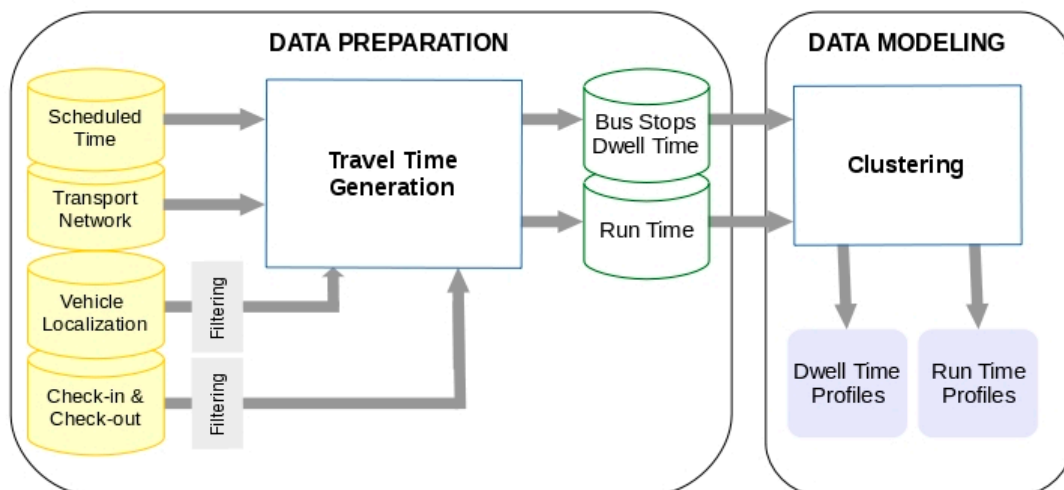 DATA PREPARATION
DATA MODELING
Scheduled
Time
Transport
Network
Vehicle
Localization
Check-in &
Check-out
Filtering
Filtering
Travel Time
Generation
Bus Stops
Dwell Time
Run Time
Clustering
Dwell Time
Profiles
Run Time
Profiles